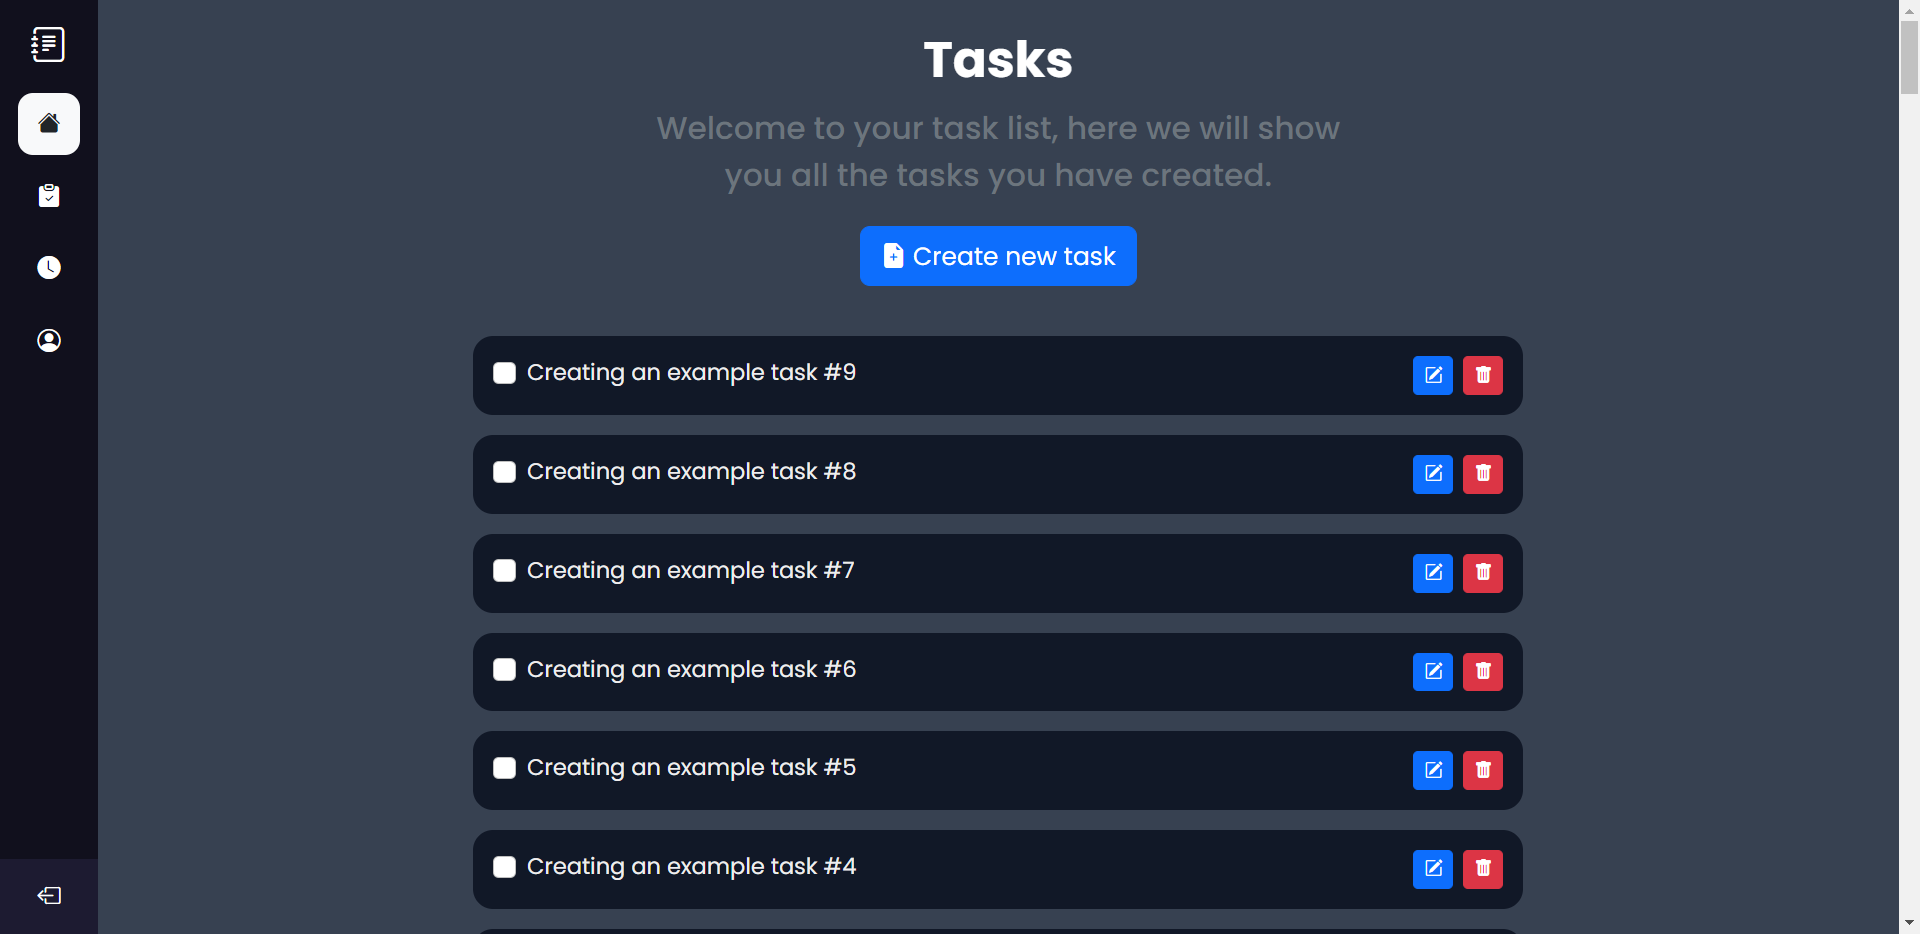 Tasks
Welcome to your task list, here we will show
you all the tasks you have created.
Create new task
Creating an example task #9
Creating an example task #8
Creating an example task #7
Creating an example task #6
Creating an example task #5
Creating an example task #4